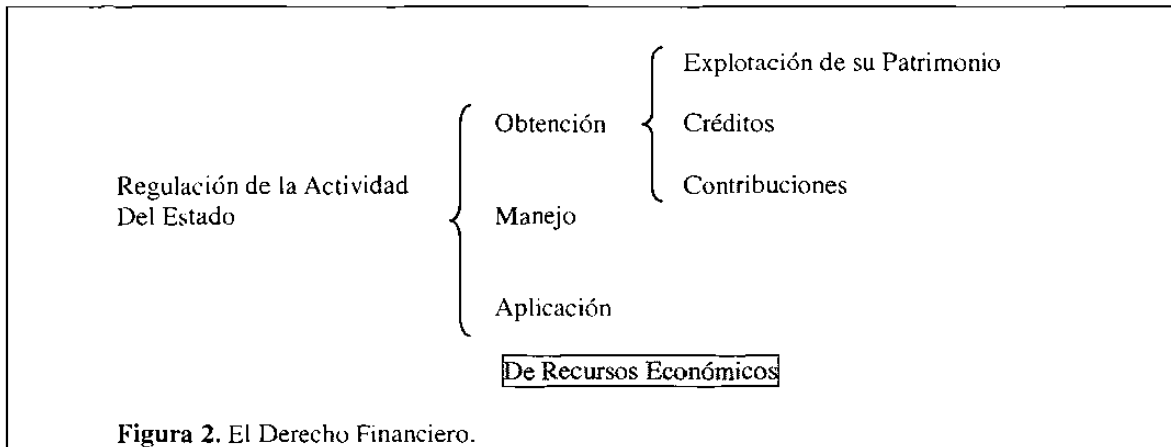 Explotación de su Patrimonio
Obtención
Créditos
Contribuciones
Regulación de la Actividad
Del Estado
Manejo
Aplicación
De Recursos Económicos
Figura 2. El Derecho Financiero.